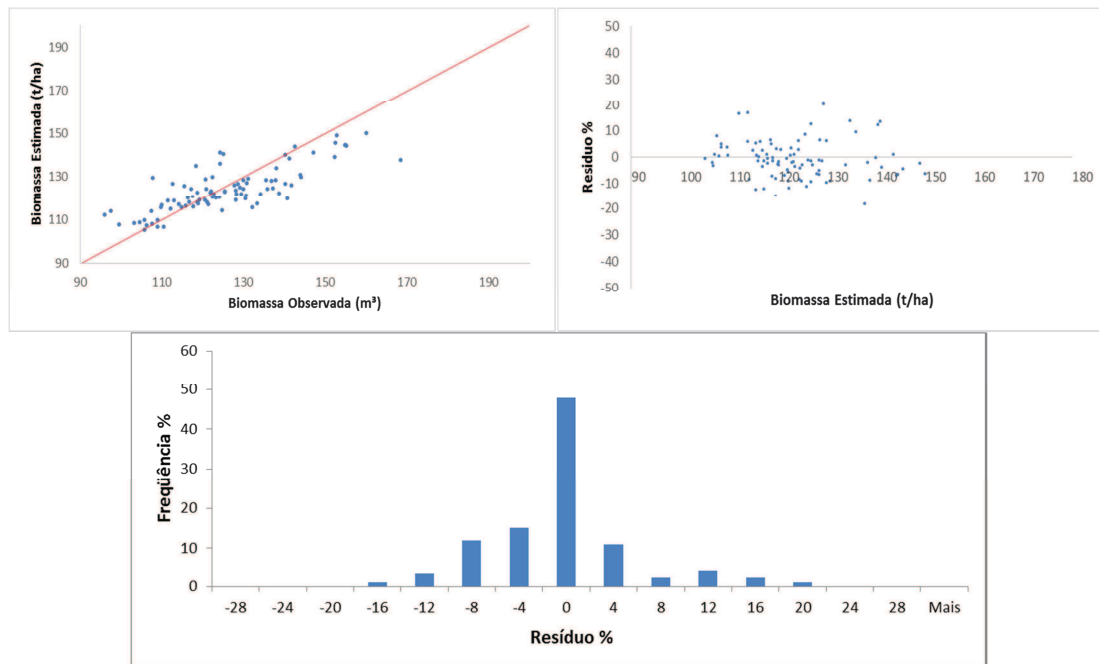 Biomassa Estimada (t/ha)
190
170
150
130
110
90
90 110 130 150 170 190
Biomassa Observada (m³)
Resíduo %
50
40
30
20
10
0
-10
-20
-30
-40
-50
90 100 110 120 130 140 150 160 170 180
Biomassa Estimada (t/ha)
Freqüência %
60
50
40
30
20
10
0
-28 -24 -20 -16 -12 -8 -4 0 4 8 12 16 20 24 28 Mais
Resíduo %